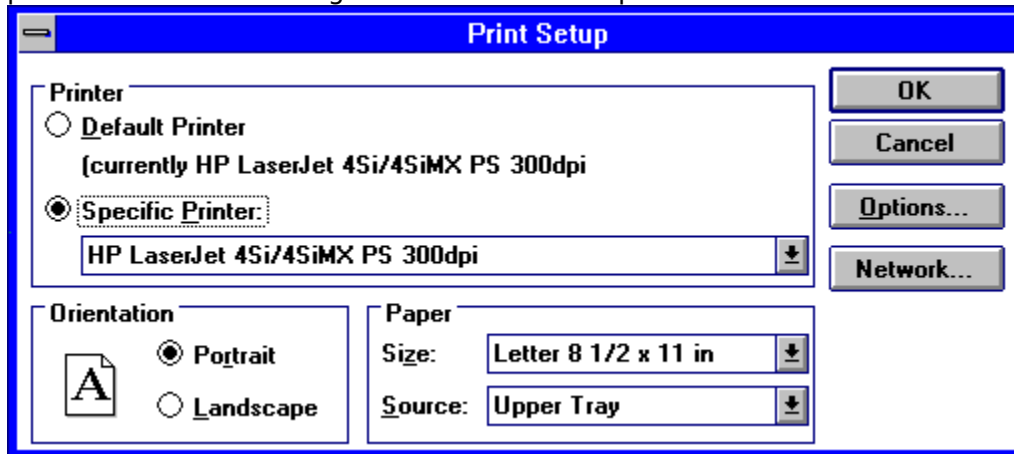 Print Setup
Printer
Default Printer
(currently HP LaserJet 4Si/4SiMX PS 300dpi
Specific Printer:
HP LaserJet 4Si/4SiMX PS 300dpi
OK
Cancel
Options...
Network...
Orientation
A
Portrait
Landscape
Paper
Size: Letter 8 1/2 x 11 in
Source: Upper Tray